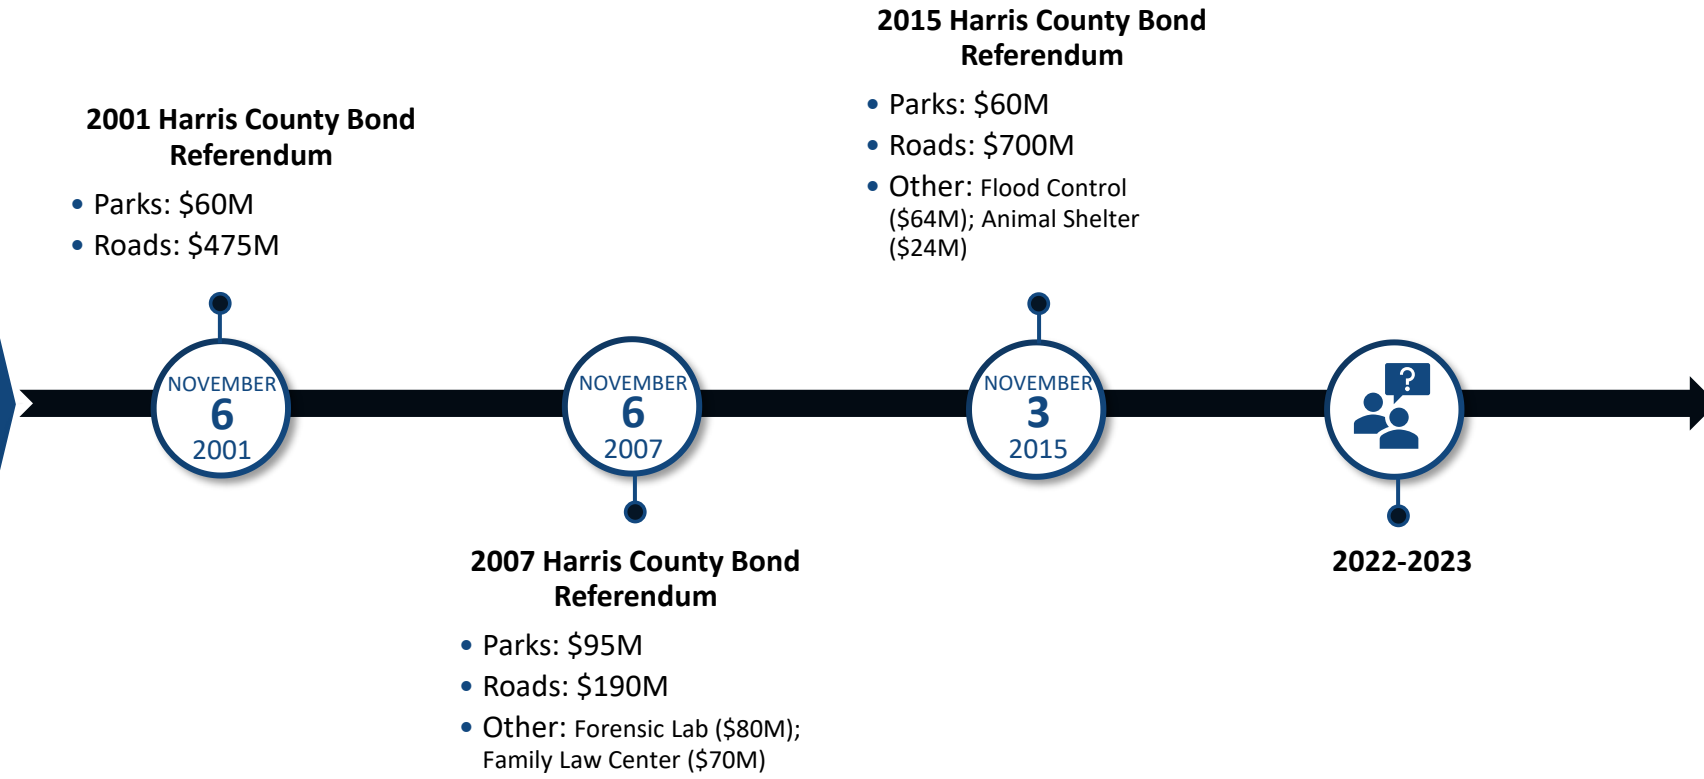 2001 Harris County Bond
Referendum
• Parks: $60M
• Roads: $475M
NOVEMBER
6
2001
2007 Harris County Bond
Referendum
• Parks: $95M
• Roads: $190M
• Other: Forensic Lab ($80M);
Family Law Center ($70M)
NOVEMBER
6
2007
2015 Harris County Bond
Referendum
• Parks: $60M
• Roads: $700M
• Other: Flood Control
($64M); Animal Shelter
($24M)
NOVEMBER
3
2015
?
2022-2023